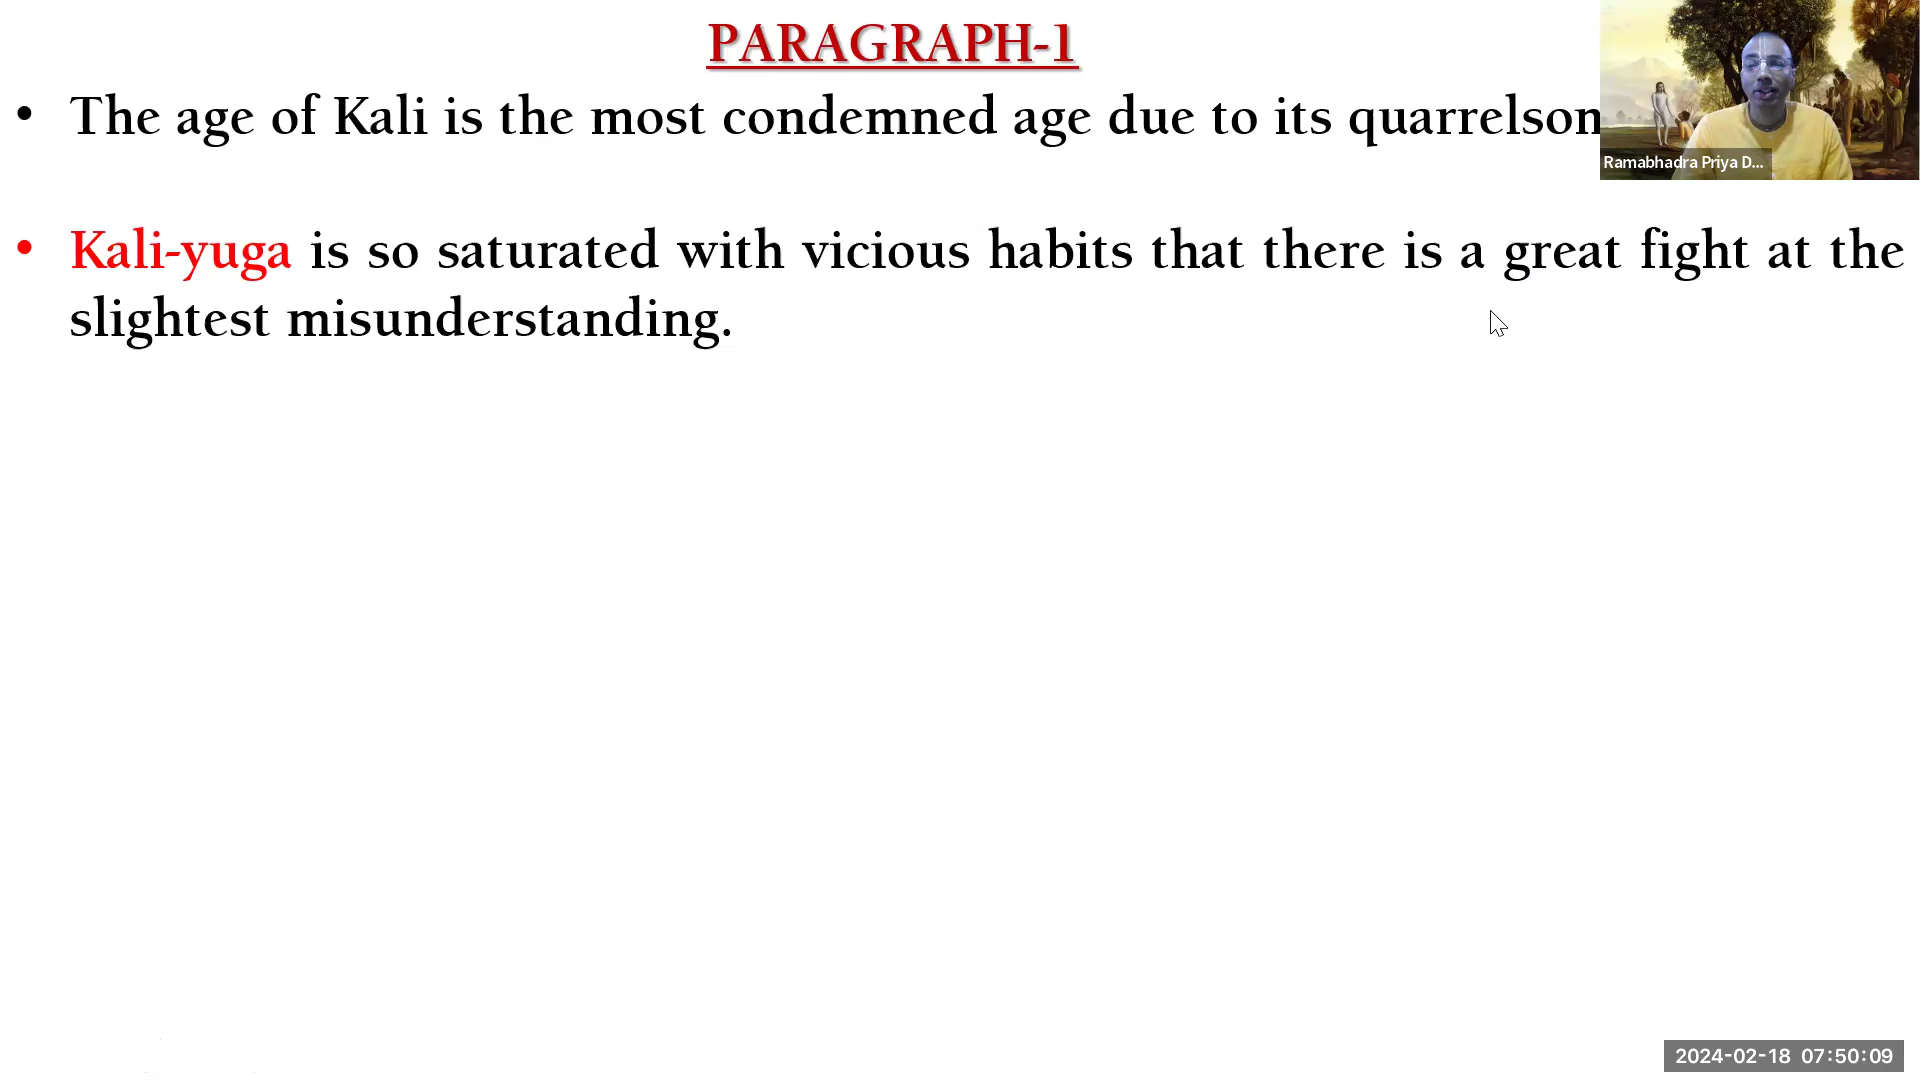 PARAGRAPH-1
• The age of Kali is the most condemned age due to its
• Kali-yuga is so saturated with vicious habits that there is a great fight at the
slightest misunderstanding.
Ramabhadra Priya D...
2024-02-18 07:50:09